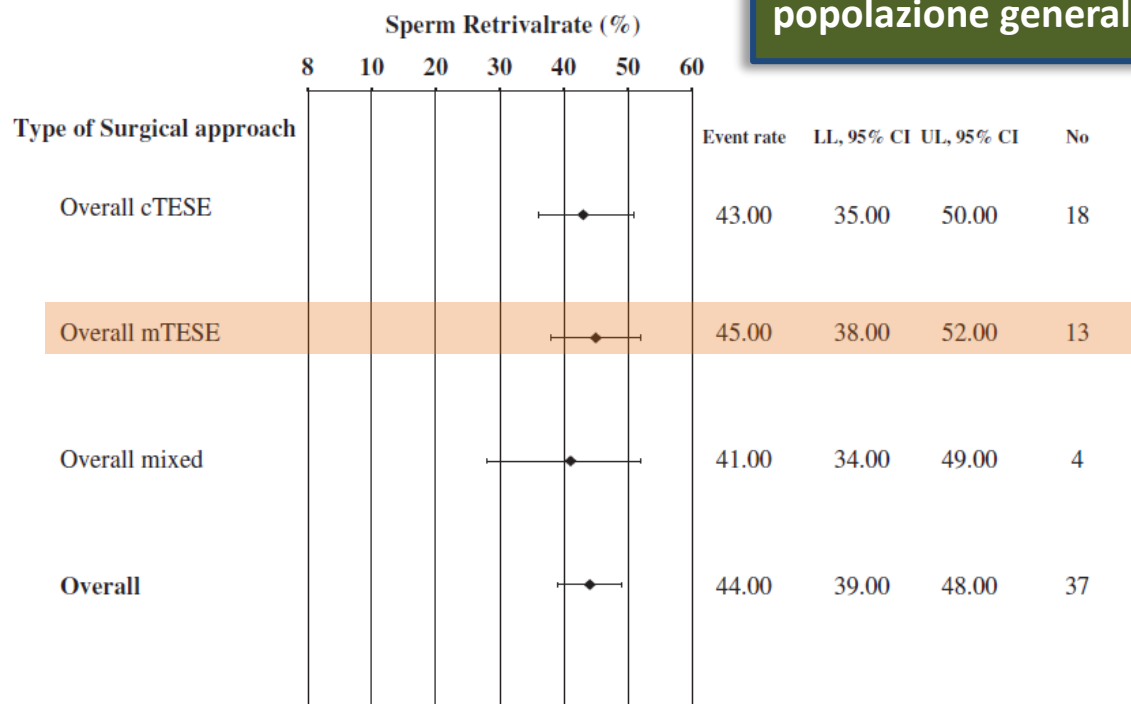 popolazione general
Sperm Retrivalrate (%)
8 10 20 30 40 50 60
Type of Surgical approach Event rate LL, 95% CI UL, 95% CI No
Overall cTESE 43.00 35.00 50.00 18
Overall mTESE 45.00 38.00 52.00 13
Overall mixed 41.00 34.00 49.00 4
Overall 44.00 39.00 48.00 37